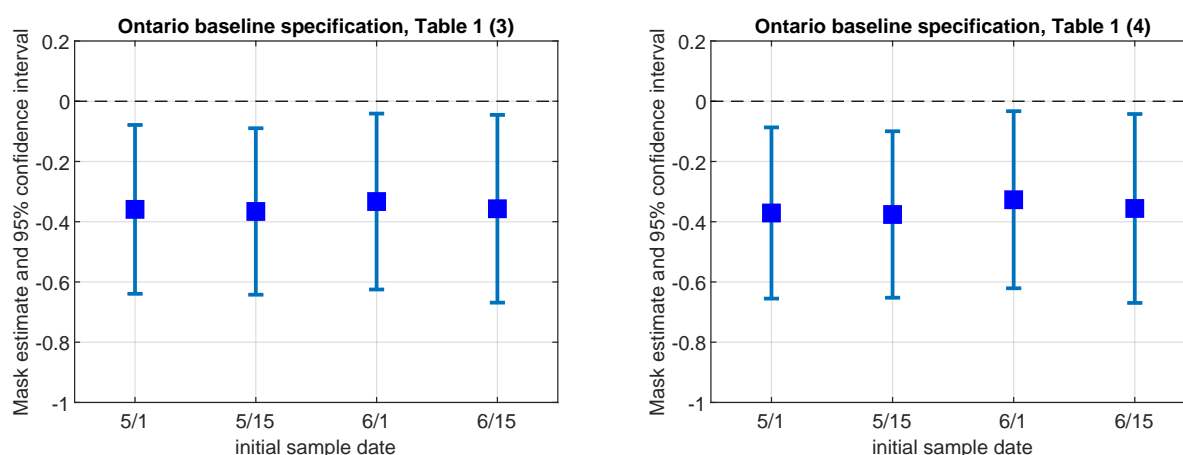 Ontario baseline specification, Table 1 (3)
Mask estimate and 95% confidence interval
0.2
0
-0.2
-0.4
-0.6
-0.8
-1
5/1 5/15 6/1 6/15
initial sample date
Ontario baseline specification, Table 1 (4)
Mask estimate and 95% confidence interval
0.2
0
-0.2
-0.4
-0.6
-0.8
-1
5/1 5/15 6/1 6/15
initial sample date